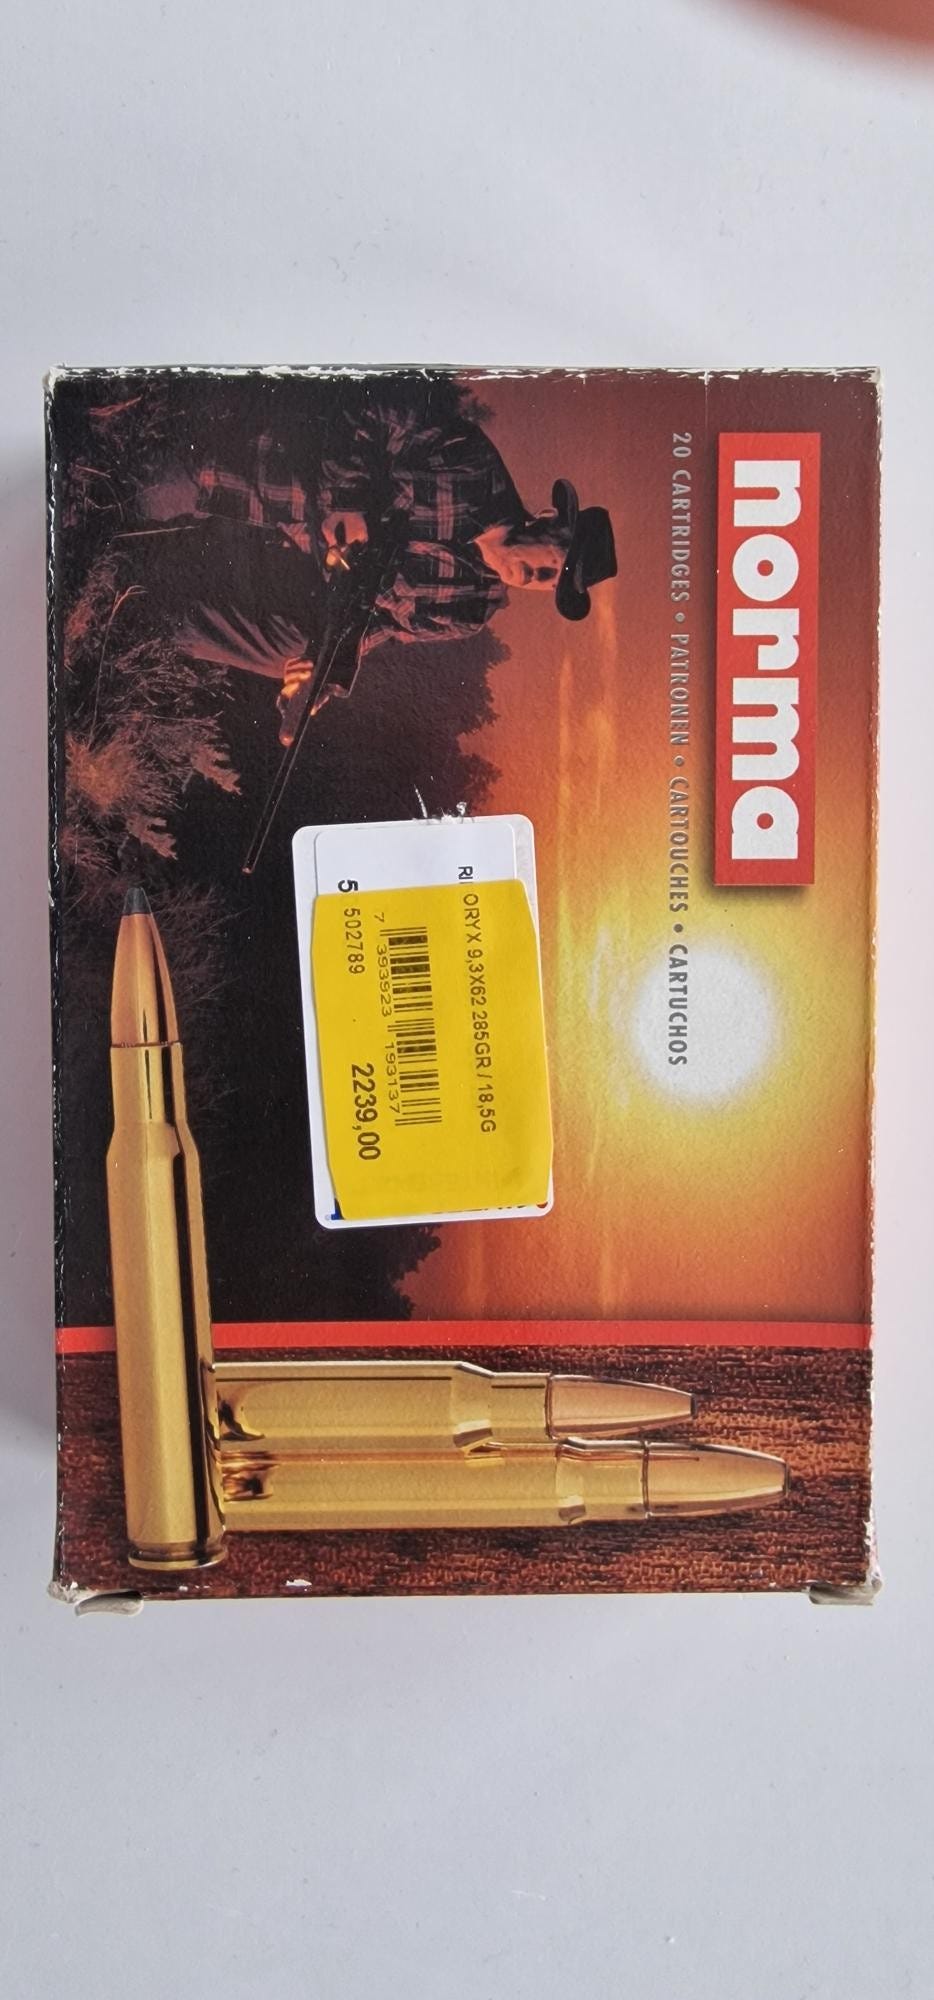 norma
20 CARTRIDGES • PATRONEN • CARTOUCHES • CARTUCHOS
ORYX 9,3X62 285GR / 18,5G
7 393923 193137
502789 2239,00